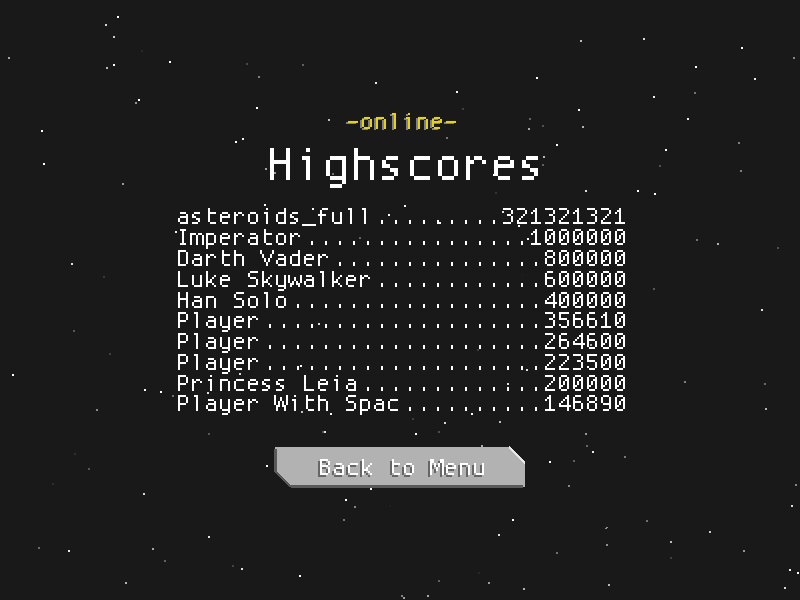 -online-
Highscores
asteroids_full.........321321321
Imperator................1000000
Darth Vader...............800000
Luke Skywalker............600000
Han Solo..................400000
Player....................356610
Player....................264600
Player....................223500
Princess Leia.............200000
Player With Spac..........146890
Back to Menu